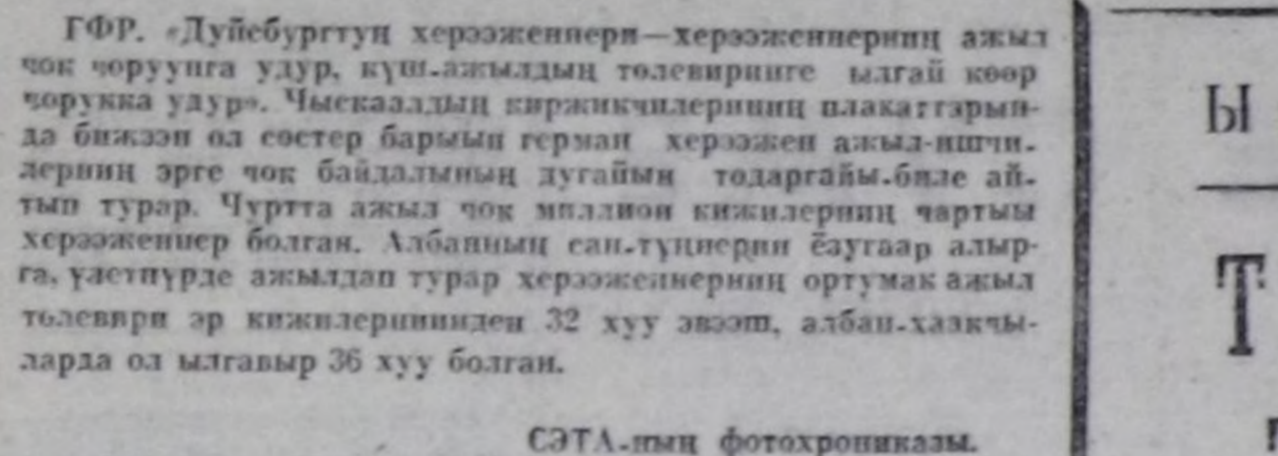 ГФР. «Дуйсбургтуң херээженнери—херээженнерниң ажыл
чок чоруунга удур, күш-ажылдың төлевиринге ылгай көөр
чорукка удур». Чыскаалдың киржикчилериниң плакаттарын-
да бижээн ол сөстер барыын герман херээжен ажыл-ишчи-
лерниң эрге чок байдалының дугайын тодаргайы-биле ай-
тып турар. Чуртта ажыл чок миллион кижилерниң чартыы
херээженнер болган. Албанның сан-түңнерин ёзугаар алыр-
га, үлетпүрде ажылдап турар херээженнерниң ортумак ажыл
төлевири эр кижилериниинден 32 хуу эвээш, албан-хаакчы-
ларда ол ылгавыр 36 хуу болган.
СЭТА-ның фотохрониказы.
Ы
Т